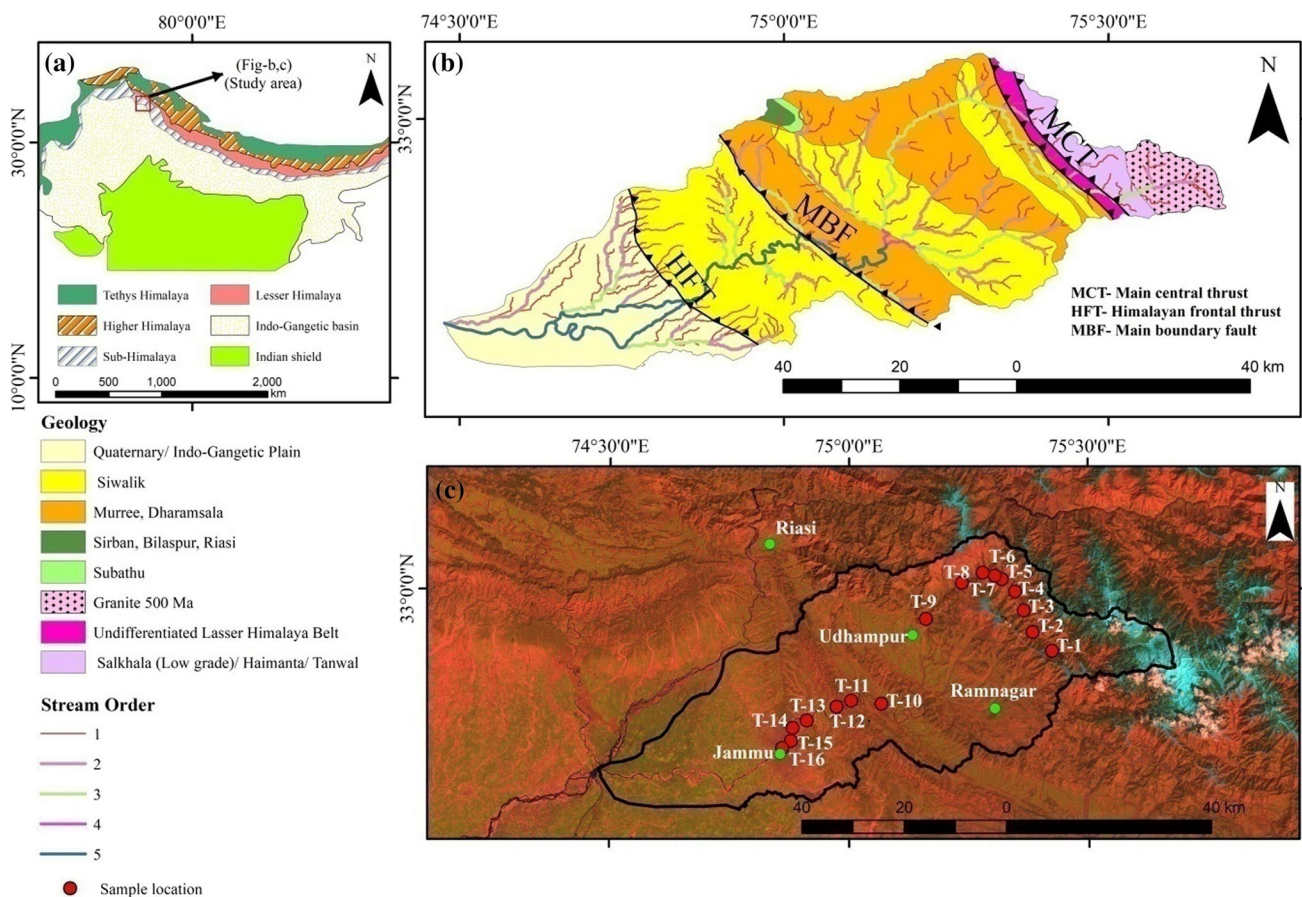 80°0'0"E
(a)
(Fig-b,c)
(Study area)
N
30°0'0"N
10°0'0"N
Tethys Himalaya
Lesser Himalaya
Higher Himalaya
Indo-Gangetic basin
Sub-Himalaya
Indian shield
0 500 1,000 2,000
km
74°30'0"E 75°0'0"E 75°30'0"E
(b)
N
33°0'0"N
MCT
MBF
HFT
MCT- Main central thrust
HFT- Himalayan frontal thrust
MBF- Main boundary fault
40 20 0 40 km
Geology
Quaternary/ Indo-Gangetic Plain
Siwalik
Murree, Dharamsala
Sirban, Bilaspur, Riasi
Subathu
Granite 500 Ma
Undifferentiated Lasser Himalaya Belt
Salkhala (Low grade)/ Haimanta/ Tanwal
Stream Order
1
2
3
4
5
Sample location
74°30'0"E 75°0'0"E 75°30'0"E
(c)
N
33°0'0"N
Riasi
T-6
T-8
T-5
T-7
T-4
T-3
T-9
T-2
Udhampur
T-1
Ramnagar
T-11
T-10
T-13
T-12
T-14
T-15
Jammu
T-16
40 20 0 40 km